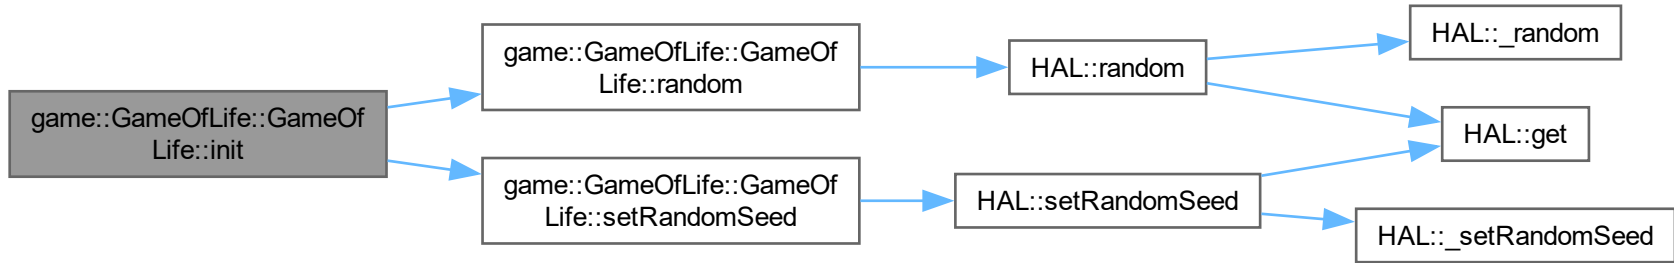 game::GameOfLife::GameOf
Life::init
game::GameOfLife::GameOf
Life::random
game::GameOfLife::GameOf
Life::setRandomSeed
HAL::random
HAL::setRandomSeed
HAL::_random
HAL::get
HAL::_setRandomSeed